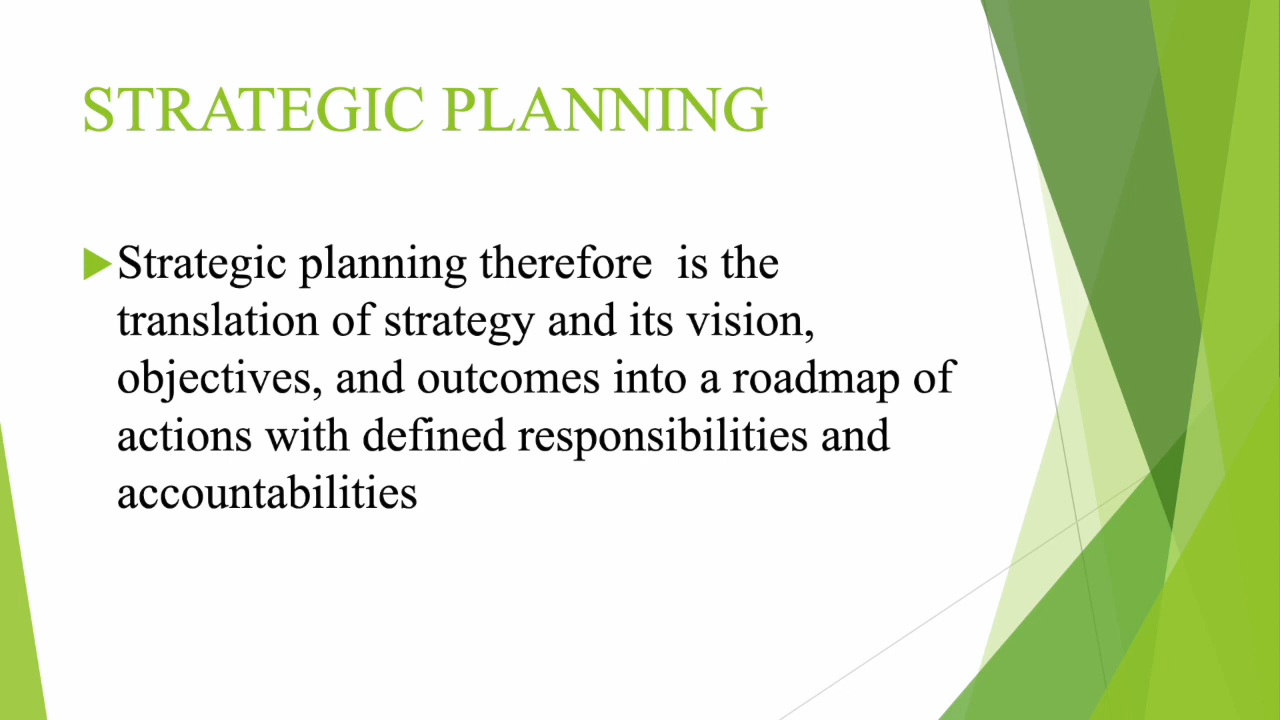 STRATEGIC PLANNING
Strategic planning therefore  is the
translation of strategy and its vision,
objectives, and outcomes into a roadmap of
actions with defined responsibilities and
accountabilities